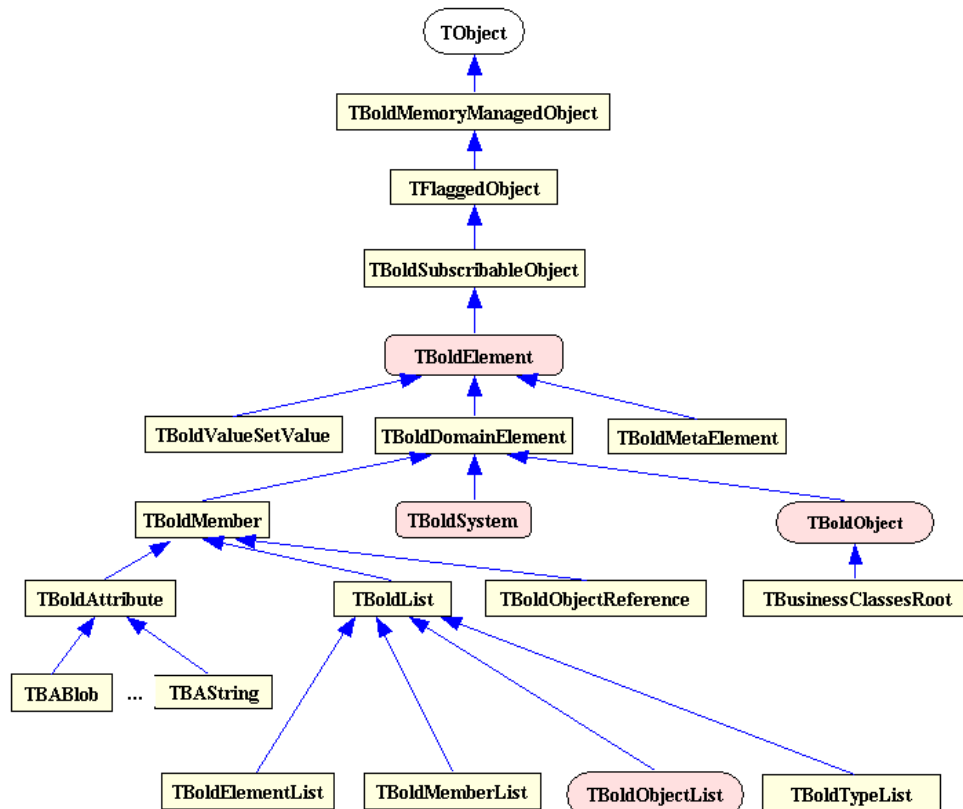 TObject
TBoldMemoryManagedObject
TFlaggedObject
TBoldSubscribableObject
TBoldElement
TBoldValueSetValue
TBoldDomainElement
TBoldMetaElement
TBoldMember
TBoldSystem
TBoldObject
TBoldAttribute
TBoldList
TBoldObjectReference
TBusinessClassesRoot
TBABlob
...
TBAString
TBoldElementList
TBoldMemberList
TBoldObjectList
TBoldTypeList